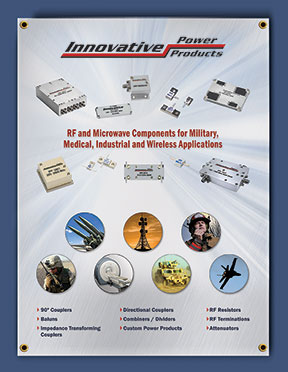 Innovative Power Products
RF and Microwave Components for Military,
Medical, Industrial and Wireless Applications
90° Couplers
Baluns
Impedance Transforming
Couplers
Directional Couplers
Combiners / Dividers
Custom Power Products
RF Resistors
RF Terminations
Attenuators